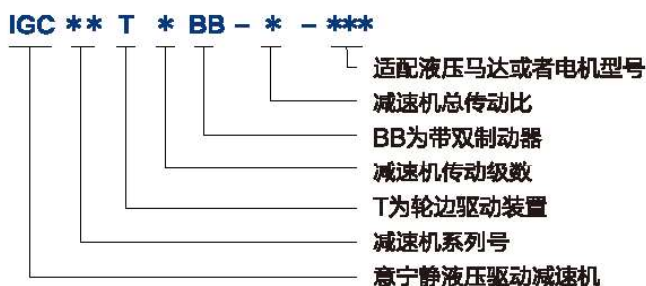 IGC ** T * BB - * - ***
适配液压马达或者电机型号
减速机总传动比
BB为带双制动器
减速机传动级数
T为轮边驱动装置
减速机系列号
意宁静液压驱动减速机